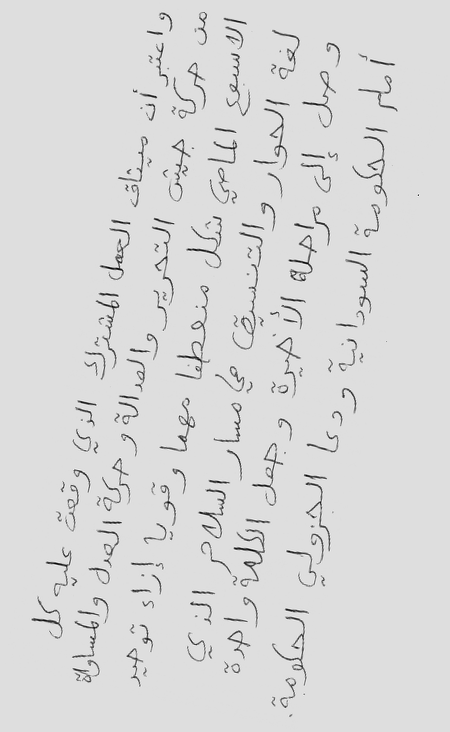 واعتبر أن ميثاق العمل المشترك الذي وقعت عليه كل
من حركة جيش التحرير والعدالة وحركة العدل والمساواة
الاسبوع الماضي شكل منعطفا مهما وقويا إزاء توحيد
لغة الحوار والتنسيق في مسار السلام الذي
وصل إلى مراحله الأخيرة وجعل الكلمة واحدة
أمام الحكومة السودانية ودعا الجزولي الحكومة.